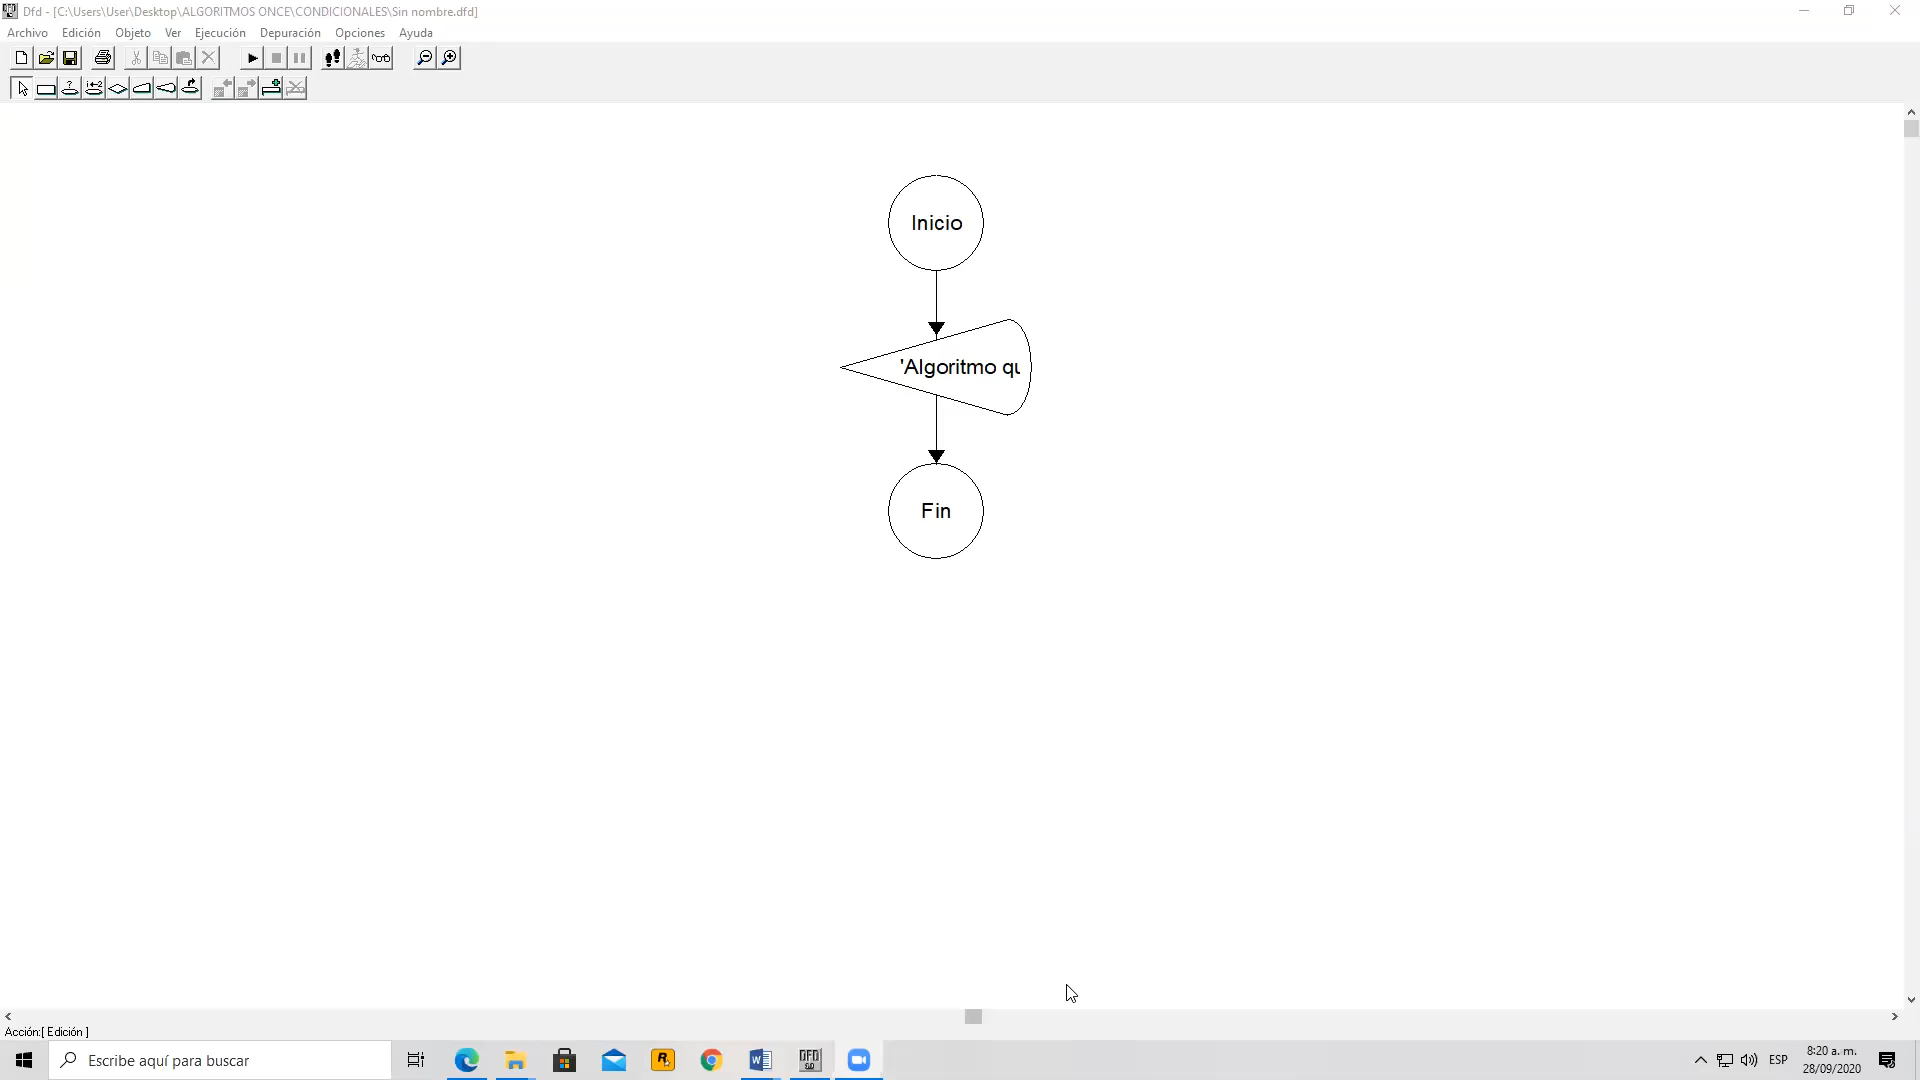 Dfd - [C:\Users\User\Desktop\ALGORITMOS ONCE\CONDICIONALES\Sin nombre.dfd]
Archivo Edición Objeto Ver Ejecución Depuración Opciones Ayuda
Inicio
'Algoritmo qu
Fin
Acción:[ Edición ]
Escribe aquí para buscar
ESP
8:20 a. m.
28/09/2020